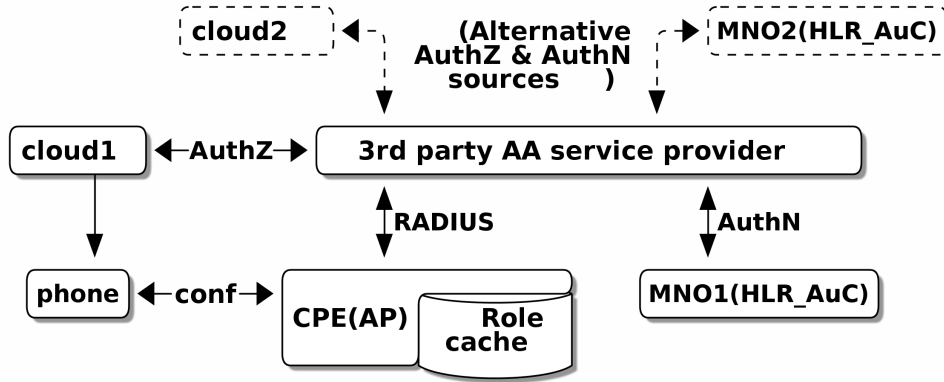 cloud2
(Alternative
AuthZ & AuthN
sources )
MNO2(HLR_AuC)
cloud1
AuthZ
3rd party AA service provider
RADIUS
AuthN
phone
conf
CPE(AP)
Role
cache
MNO1(HLR_AuC)